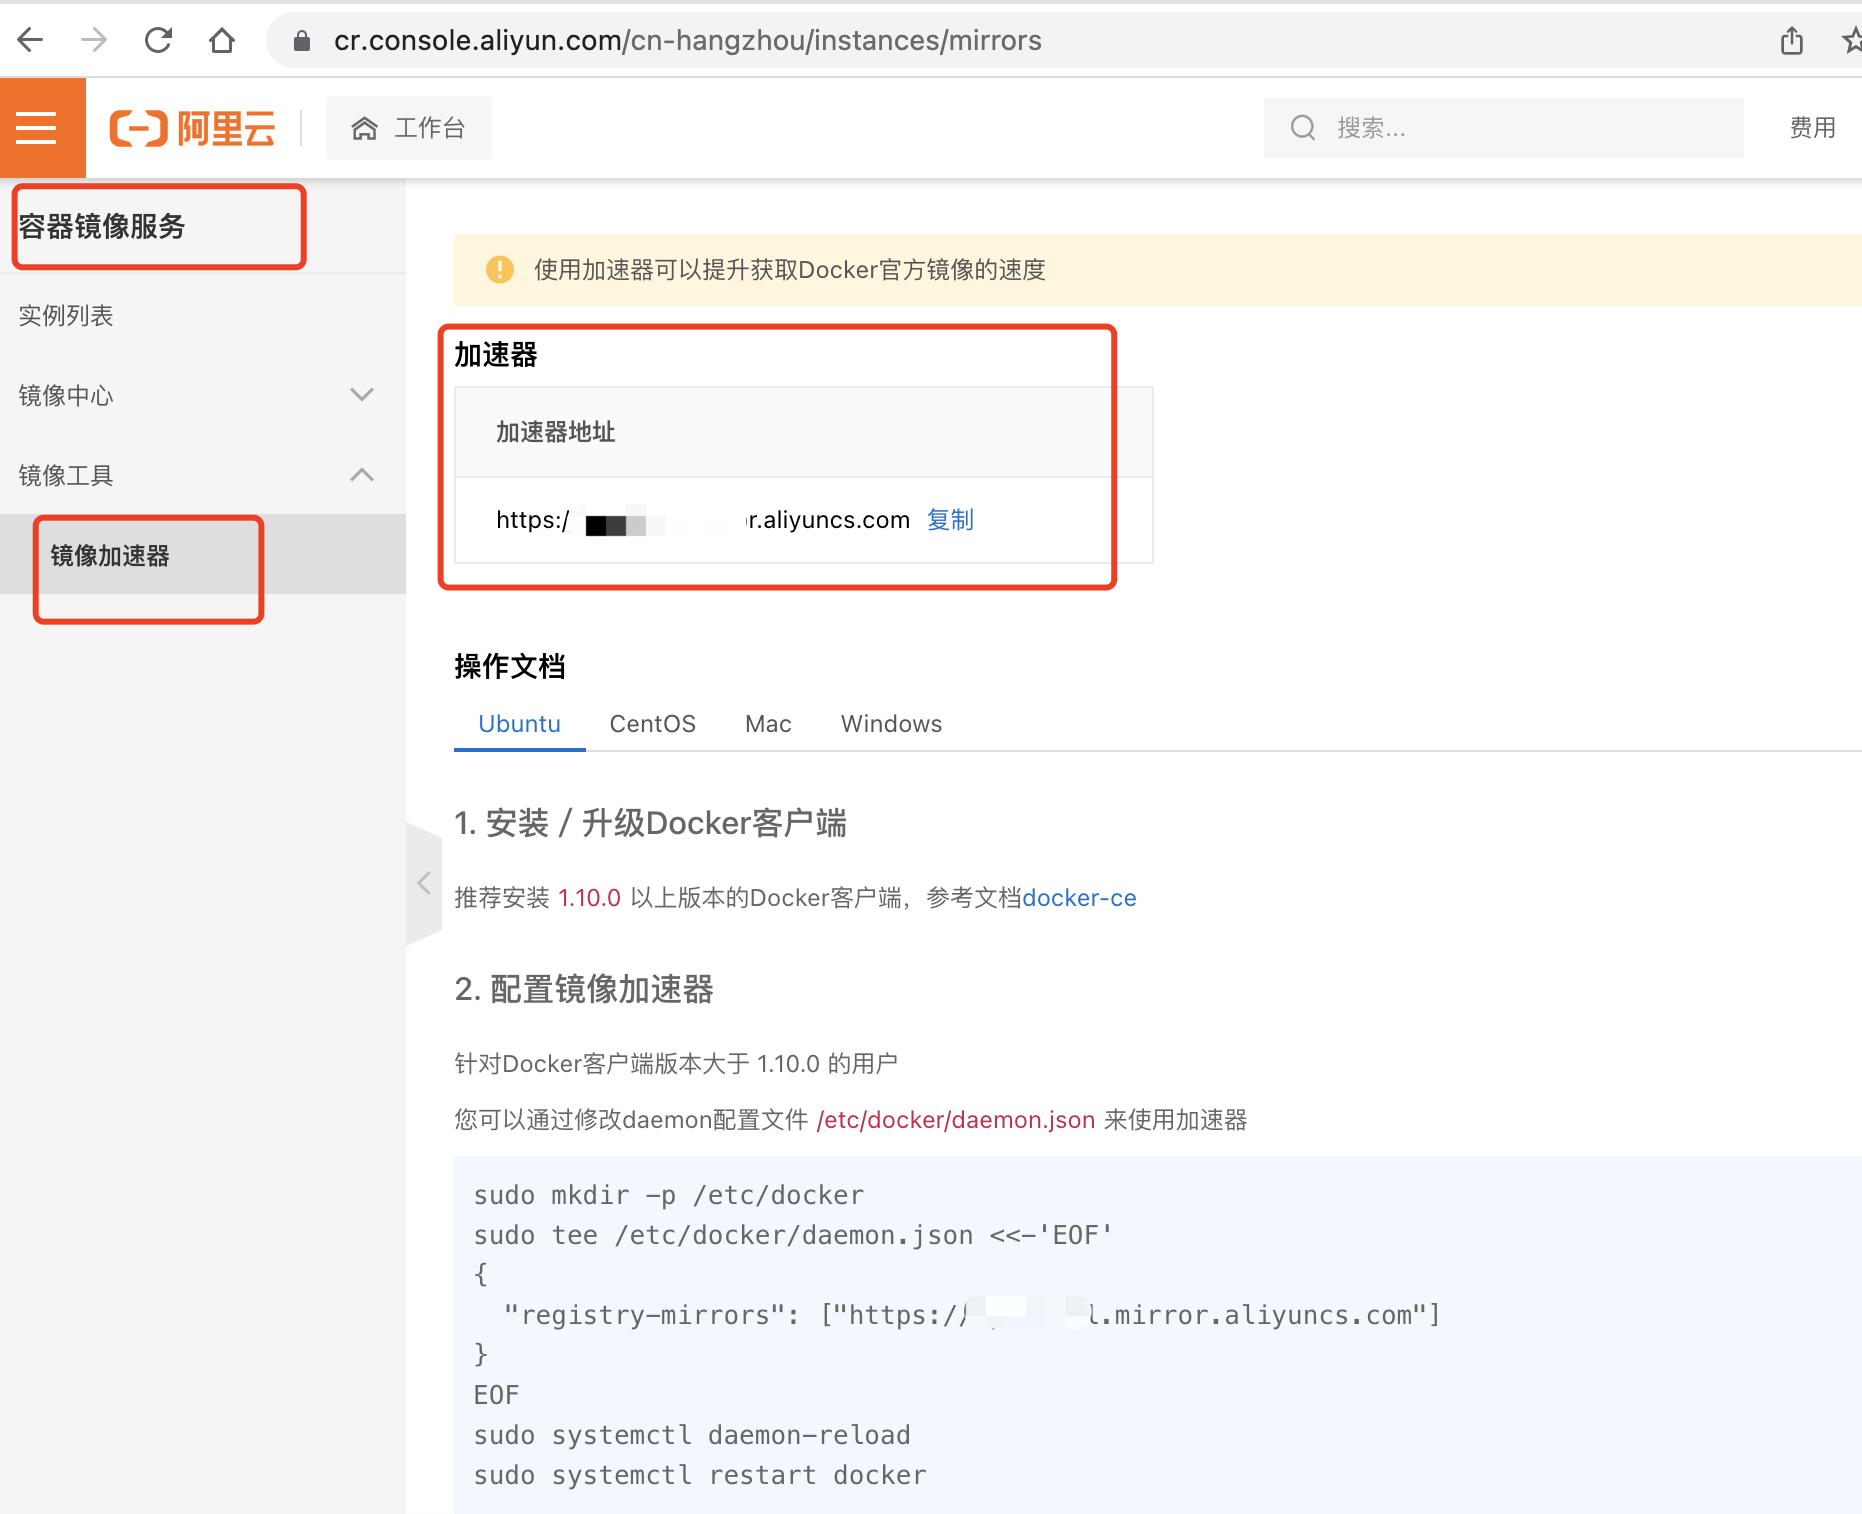 cr.console.aliyun.com/cn-hangzhou/instances/mirrors
阿里云
工作台
搜索...
费用
容器镜像服务
实例列表
镜像中心
镜像工具
镜像加速器
使用加速器可以提升获取Docker官方镜像的速度
加速器
加速器地址
https:/ r.aliyuncs.com 复制
操作文档
Ubuntu CentOS Mac Windows
1. 安装 / 升级Docker客户端
推荐安装 1.10.0 以上版本的Docker客户端，参考文档docker-ce
2. 配置镜像加速器
针对Docker客户端版本大于 1.10.0 的用户
您可以通过修改daemon配置文件 /etc/docker/daemon.json 来使用加速器
sudo mkdir -p /etc/docker
sudo tee /etc/docker/daemon.json <<-'EOF'
{
"registry-mirrors": ["https:// l.mirror.aliyuncs.com"]
}
EOF
sudo systemctl daemon-reload
sudo systemctl restart docker